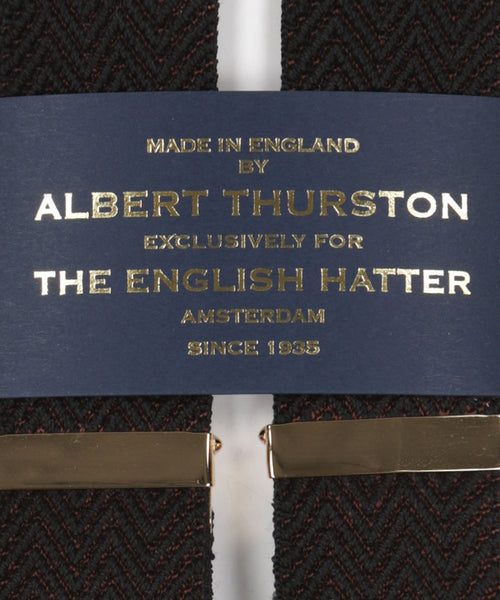 MADE IN ENGLAND
BY
ALBERT THURSTON
EXCLUSIVELY FOR
THE ENGLISH HATTER
AMSTERDAM
SINCE 1935